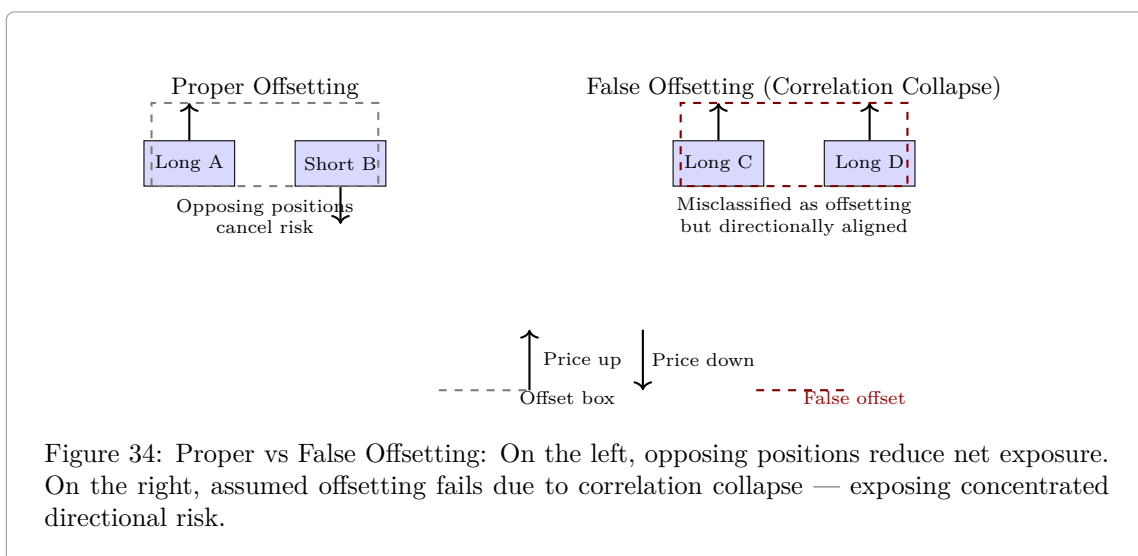 Proper Offsetting
False Offsetting (Correlation Collapse)
Long A
Short B
Long C
Long D
Opposing positions
cancel risk
Misclassified as offsetting
but directionally aligned
Price up
Price down
Offset box
False offset
Figure 34: Proper vs False Offsetting: On the left, opposing positions reduce net exposure.
On the right, assumed offsetting fails due to correlation collapse — exposing concentrated
directional risk.